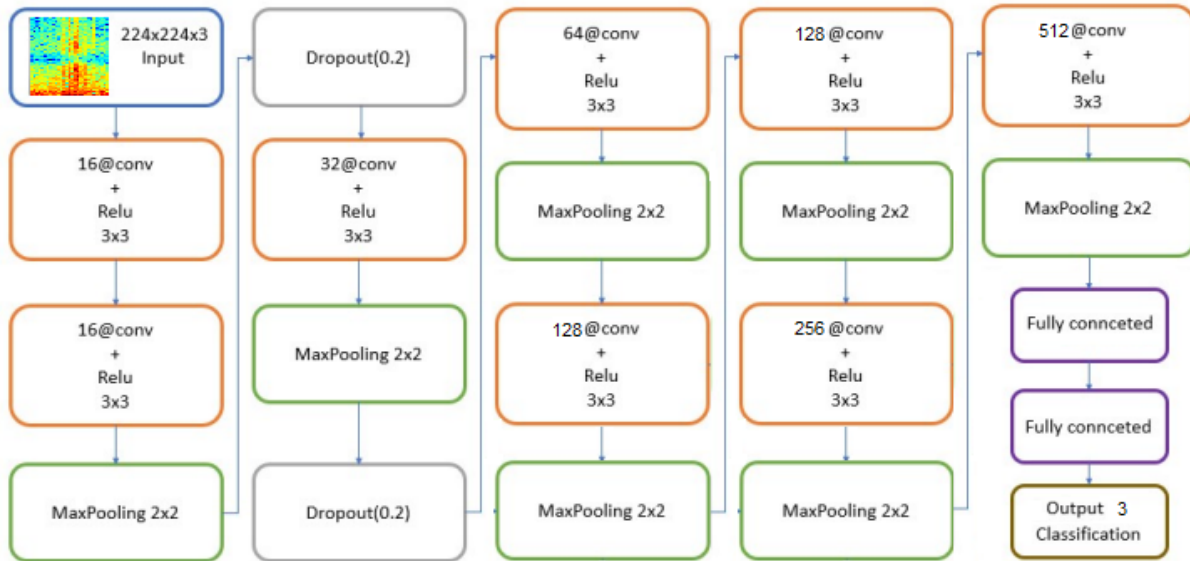 224x224x3
Input
16@conv
+
Relu
3x3
16@conv
+
Relu
3x3
MaxPooling 2x2
Dropout(0.2)
32@conv
+
Relu
3x3
MaxPooling 2x2
Dropout(0.2)
64@conv
+
Relu
3x3
MaxPooling 2x2
128@conv
+
Relu
3x3
MaxPooling 2x2
128@conv
+
Relu
3x3
MaxPooling 2x2
256@conv
+
Relu
3x3
MaxPooling 2x2
512@conv
+
Relu
3x3
MaxPooling 2x2
Fully connceted
Fully connceted
Output 3
Classification